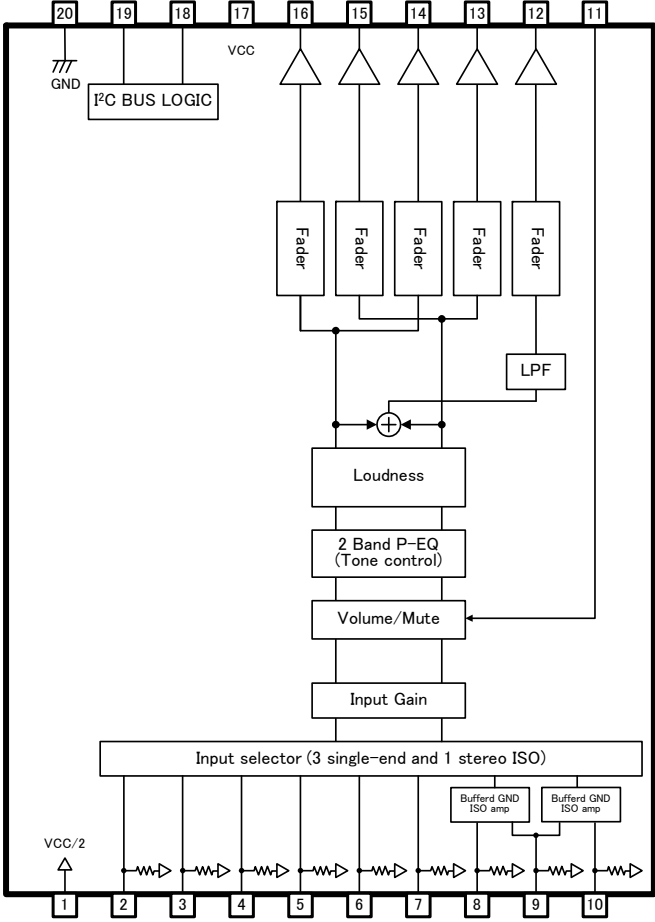 20 19 18 17 16 15 14 13 12 11
VCC
GND
I²C BUS LOGIC
Fader Fader Fader Fader Fader
LPF
Loudness
2 Band P-EQ
(Tone control)
Volume/Mute
Input Gain
Input selector (3 single-end and 1 stereo ISO)
Bufferd GND
ISO amp
Bufferd GND
ISO amp
VCC/2
1 2 3 4 5 6 7 8 9 10